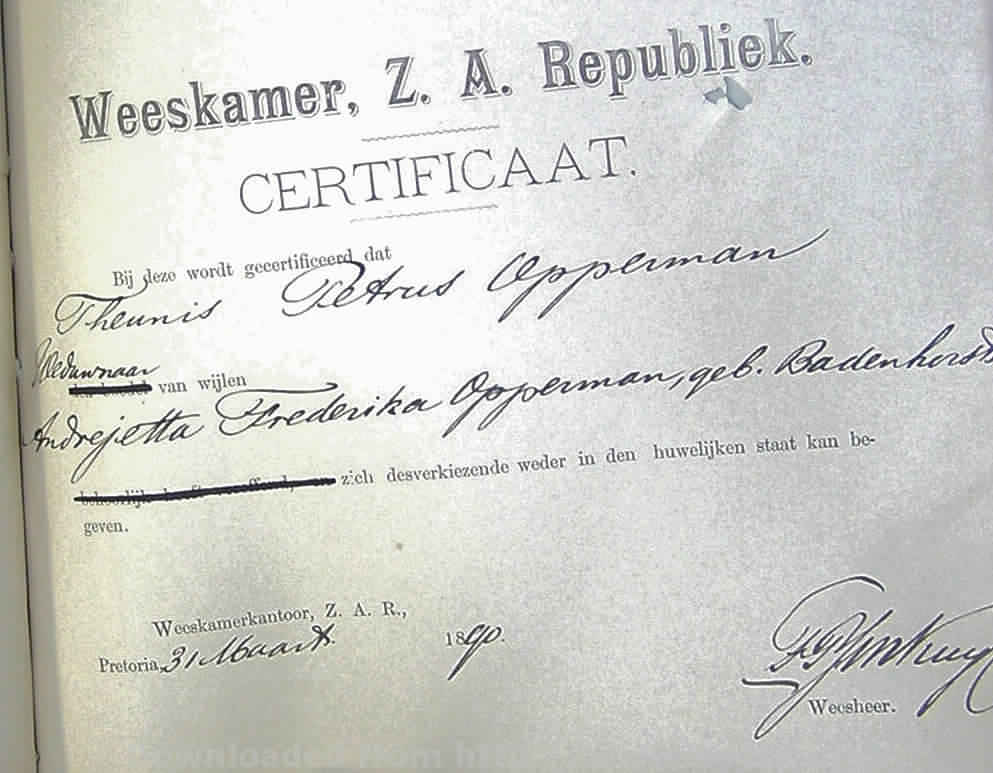 Weeskamer, Z. A. Republiek.
CERTIFICAAT.
Bij deze wordt gecertificeerd dat
Theunis Petrus Opperman
Weduwnaar van wijlen
Andrejetta Frederika Opperman, geb. Badenhorst
zich desverkiezende weder in den huwelijken staat kan be-
geven.
Weeskamerkantoor, Z. A. R.,
Pretoria, 31 Maart 1890.
Weesheer.